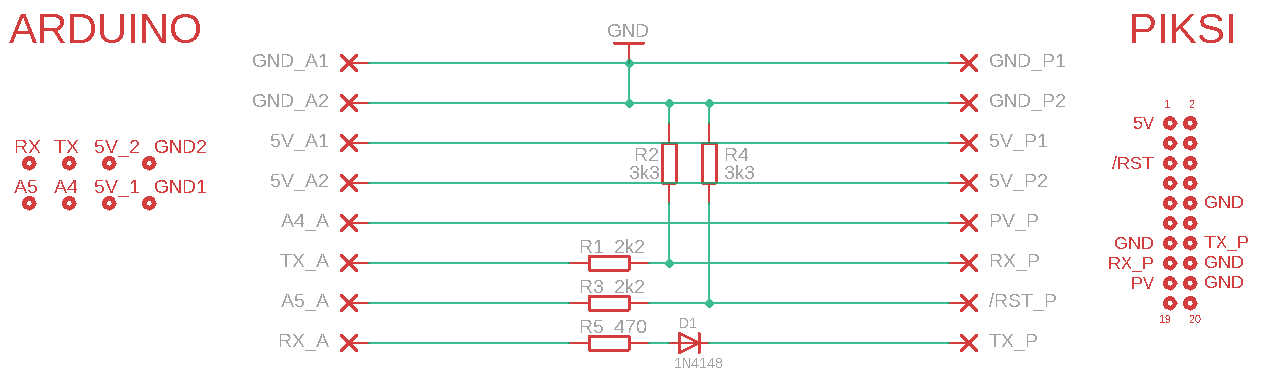 ARDUINO
PIKSI
GND
GND_A1
GND_P1
GND_A2
GND_P2
1 2
5V
5V_A1
5V_P1
RX TX 5V_2 GND2
R2
3k3
R4
3k3
/RST
5V_A2
5V_P2
A5 A4 5V_1 GND1
GND
A4_A
PV_P
GND
TX_P
TX_A
R1 2k2
RX_P
RX_P
GND
PV
GND
A5_A
R3 2k2
/RST_P
19 20
RX_A
R5 470
D1
1N4148
TX_P